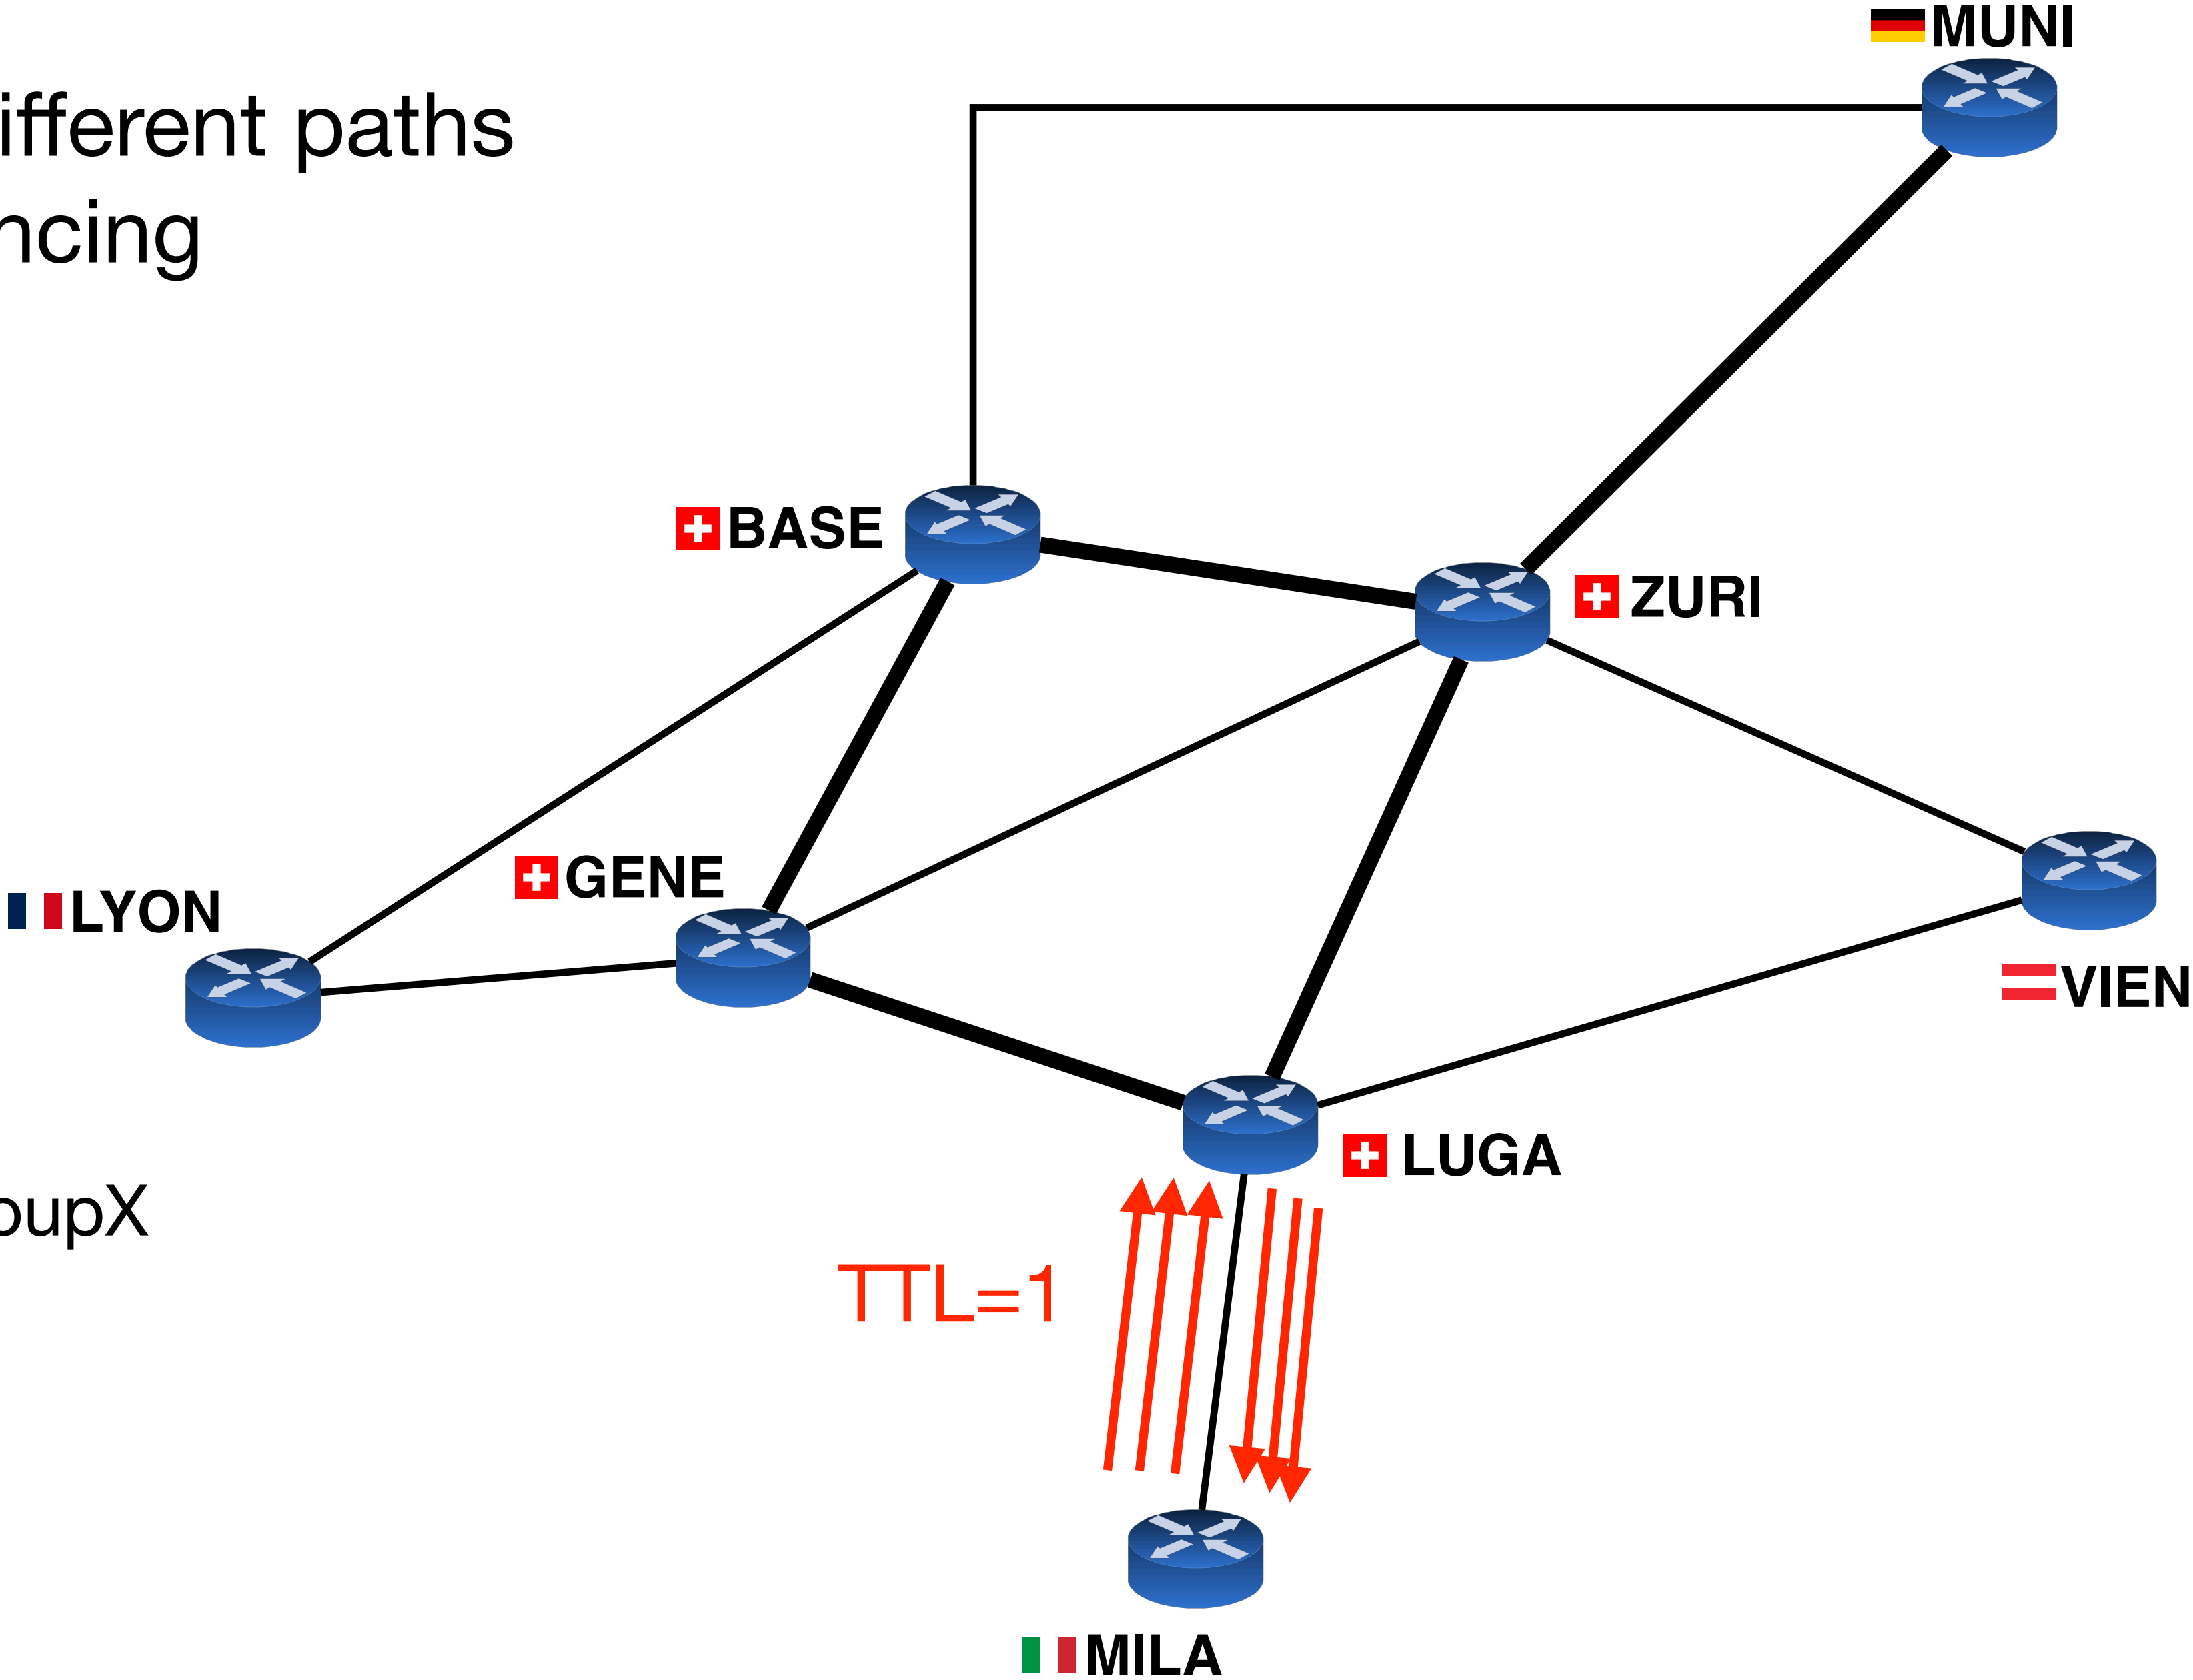 MUNI
ifferent paths
ncing
BASE
ZURI
GENE
LYON
VIEN
LUGA
oupX
TTL=1
MILA